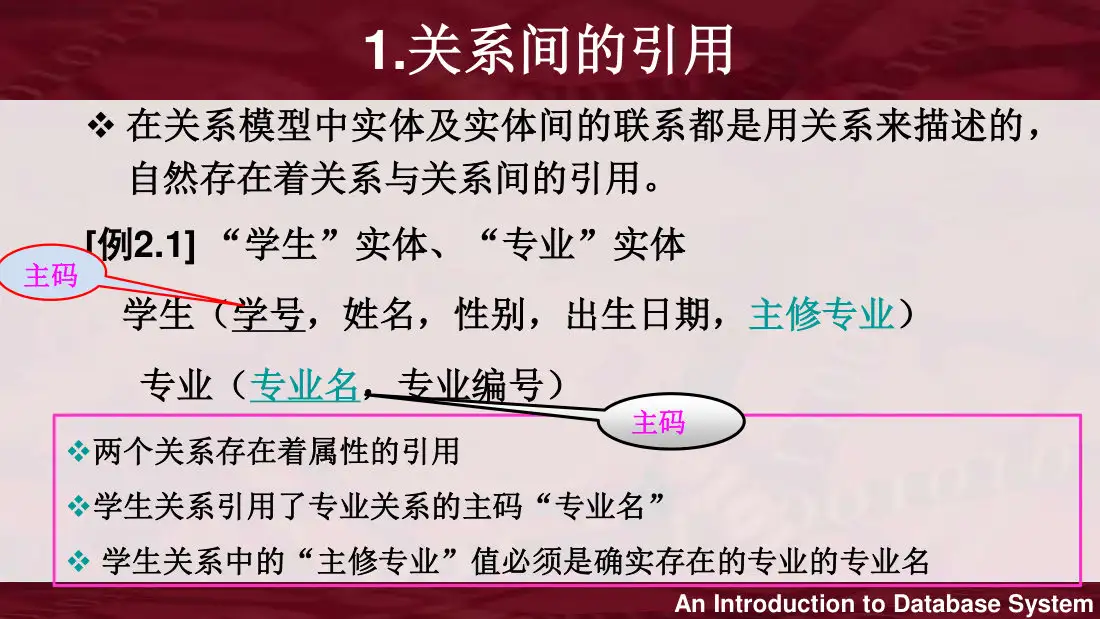 1.关系间的引用
❖ 在关系模型中实体及实体间的联系都是用关系来描述的，
自然存在着关系与关系间的引用。
[例2.1] “学生”实体、“专业”实体
主码
学生（学号，姓名，性别，出生日期，主修专业）
专业（专业名，专业编号）
主码
❖两个关系存在着属性的引用
❖学生关系引用了专业关系的主码“专业名”
❖ 学生关系中的“主修专业”值必须是确实存在的专业的专业名
An Introduction to Database System